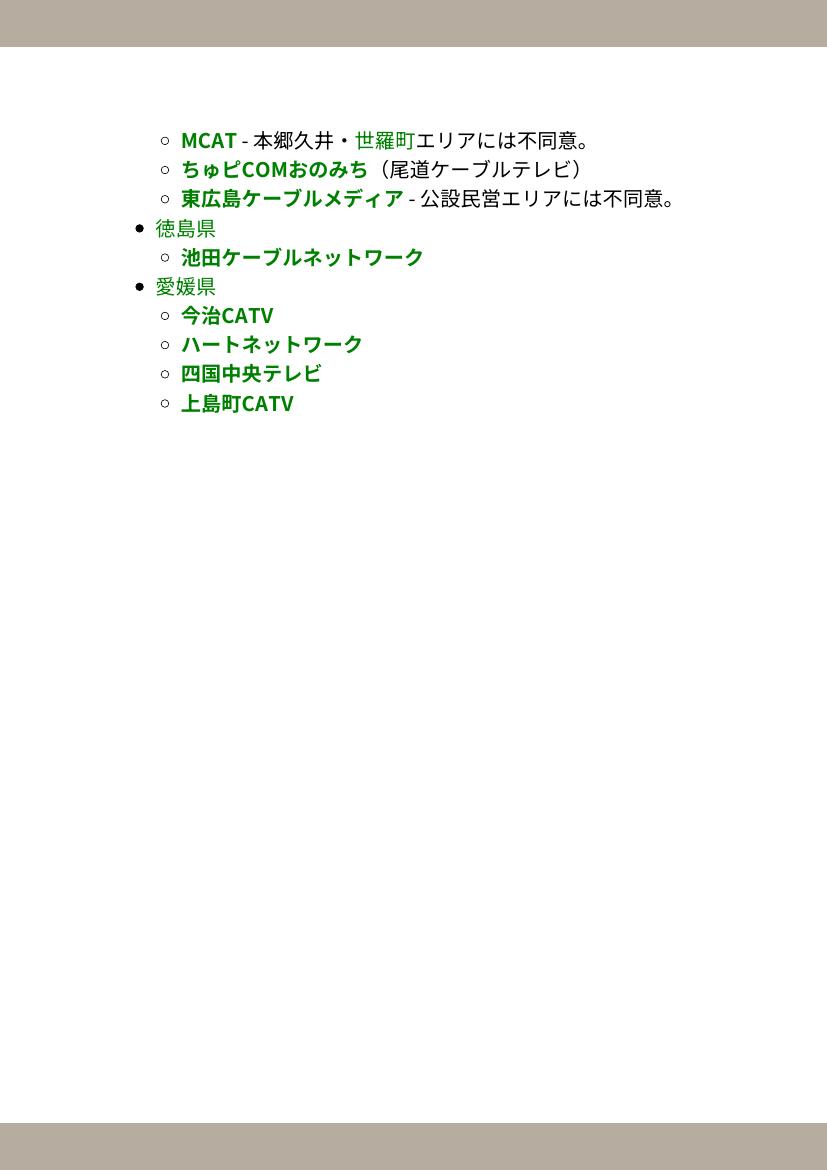 MCAT - 本郷久井・世羅町エリアには不同意。
ちゅピCOMおのみち（尾道ケーブルテレビ）
東広島ケーブルメディア - 公設民営エリアには不同意。
徳島県
池田ケーブルネットワーク
愛媛県
今治CATV
ハートネットワーク
四国中央テレビ
上島町CATV